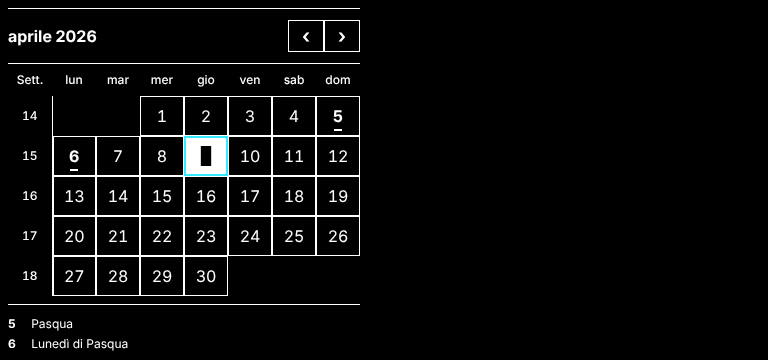 aprile 2026
Sett. lun mar mer gio ven sab dom
14 1 2 3 4 5
15 6 7 8 10 11 12
16 13 14 15 16 17 18 19
17 20 21 22 23 24 25 26
18 27 28 29 30
5 Pasqua
6 Lunedì di Pasqua